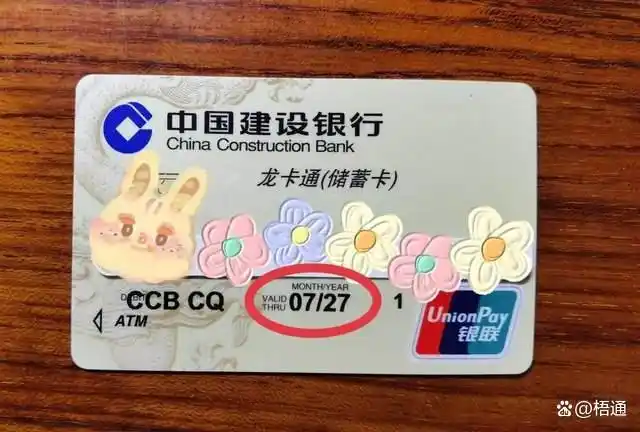 中国建设银行
China Construction Bank
龙卡通(储蓄卡)
MONTH/YEAR
CCB CQ VALID THRU 07/27 1
ATM
UnionPay
银联
@梧通